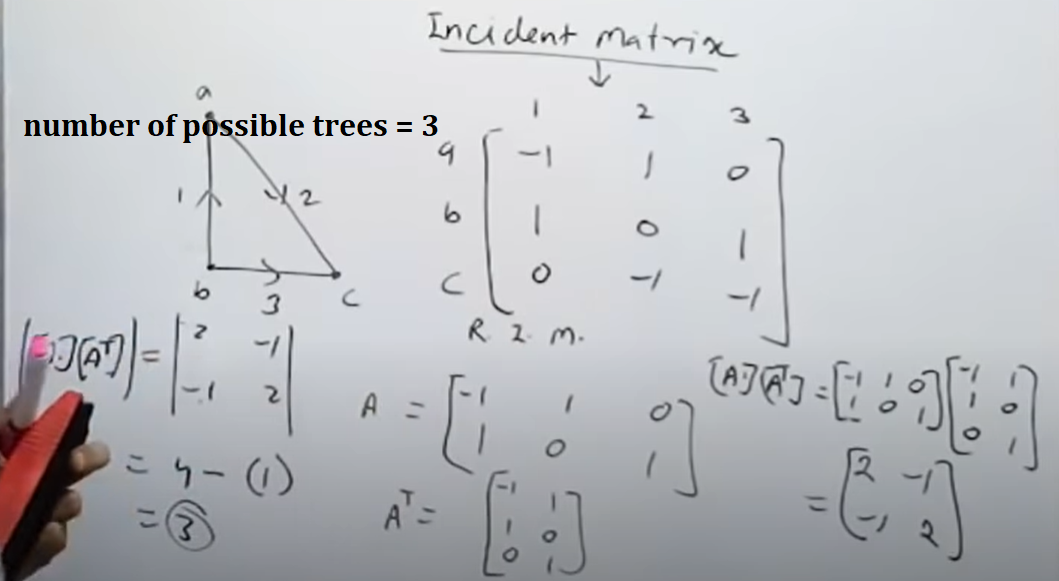 Incident matrix
a
number of possible trees = 3
1 2
b 3 c
1 2 3
a [ -1 1 0 ]
b [ 1 0 1 ]
c [ 0 -1 -1 ]
R. I. M.
A = [ -1 1 0 ]
[ 1 0 1 ]
Aᵀ = [ -1 1 ]
[ 1 0 ]
[ 0 1 ]
[A.][Aᵀ] = [ -1 1 0 ] [ -1 1 ]
[ 1 0 1 ] [ 1 0 ]
[ 0 1 ]
= [ 2 -1 ]
[ -1 2 ]
[Aᵀ]| = | 2 -1 |
| -1 2 |
= 4 - (1)
= 3